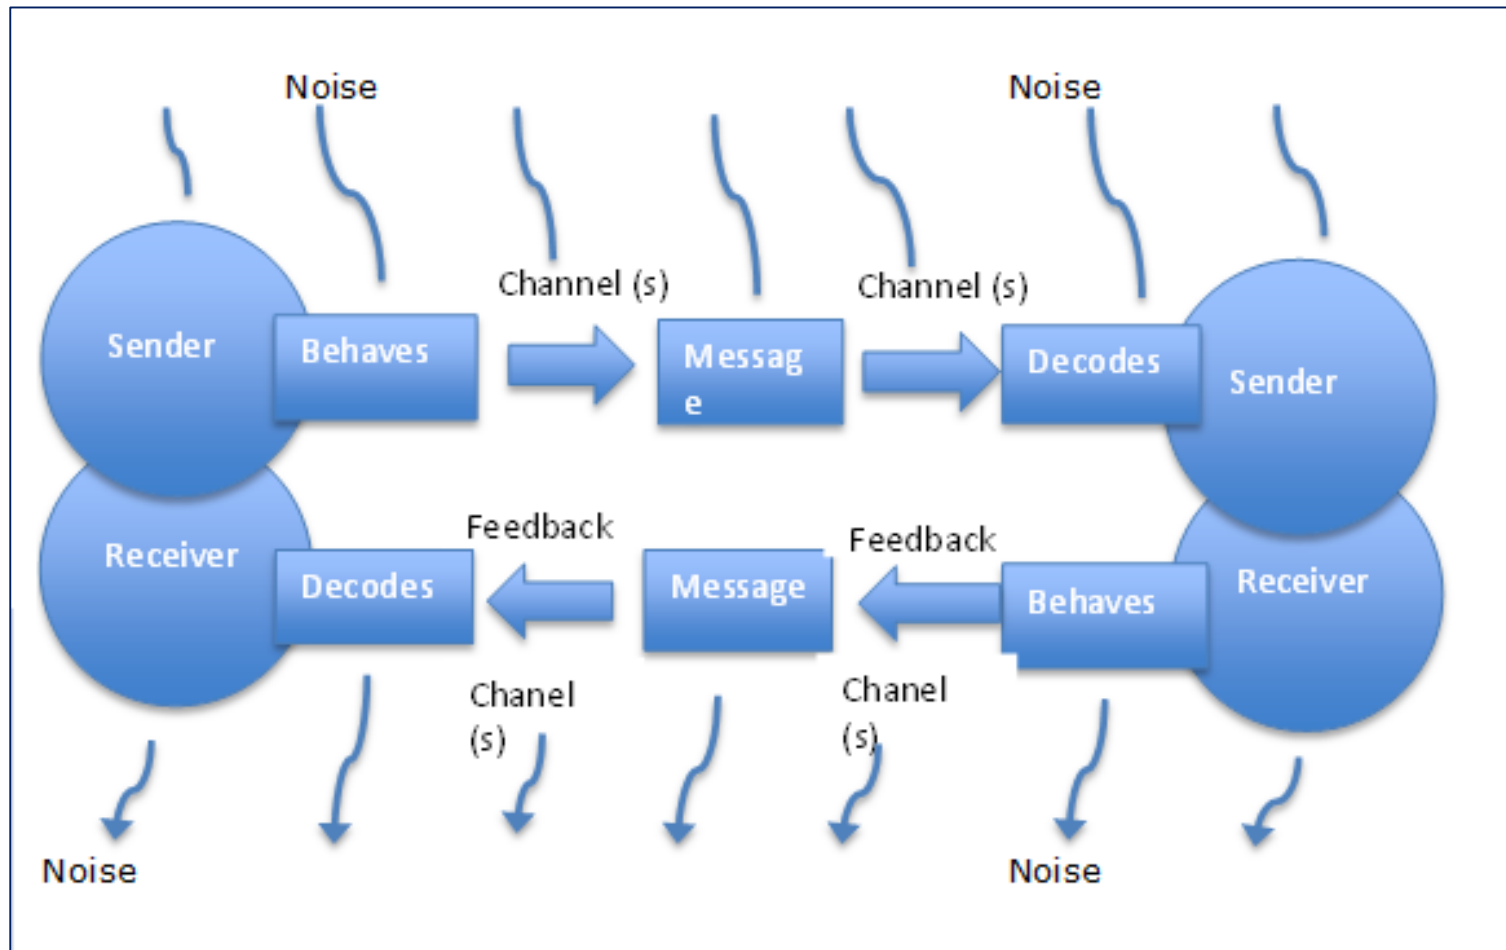 Noise
Noise
Channel (s)
Channel (s)
Sender
Behaves
Messag
e
Decodes
Sender
Feedback
Feedback
Receiver
Decodes
Message
Behaves
Receiver
Chanel
(s)
Chanel
(s)
Noise
Noise